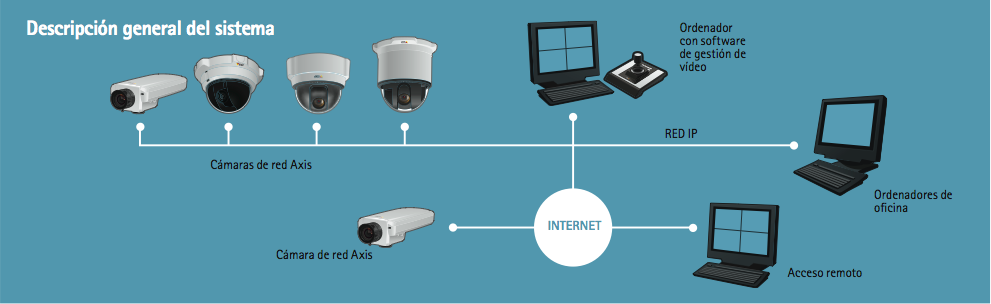 Descripción general del sistema
Ordenador
con software
de gestión de
vídeo
RED IP
Cámaras de red Axis
Ordenadores de
oficina
INTERNET
Cámara de red Axis
Acceso remoto